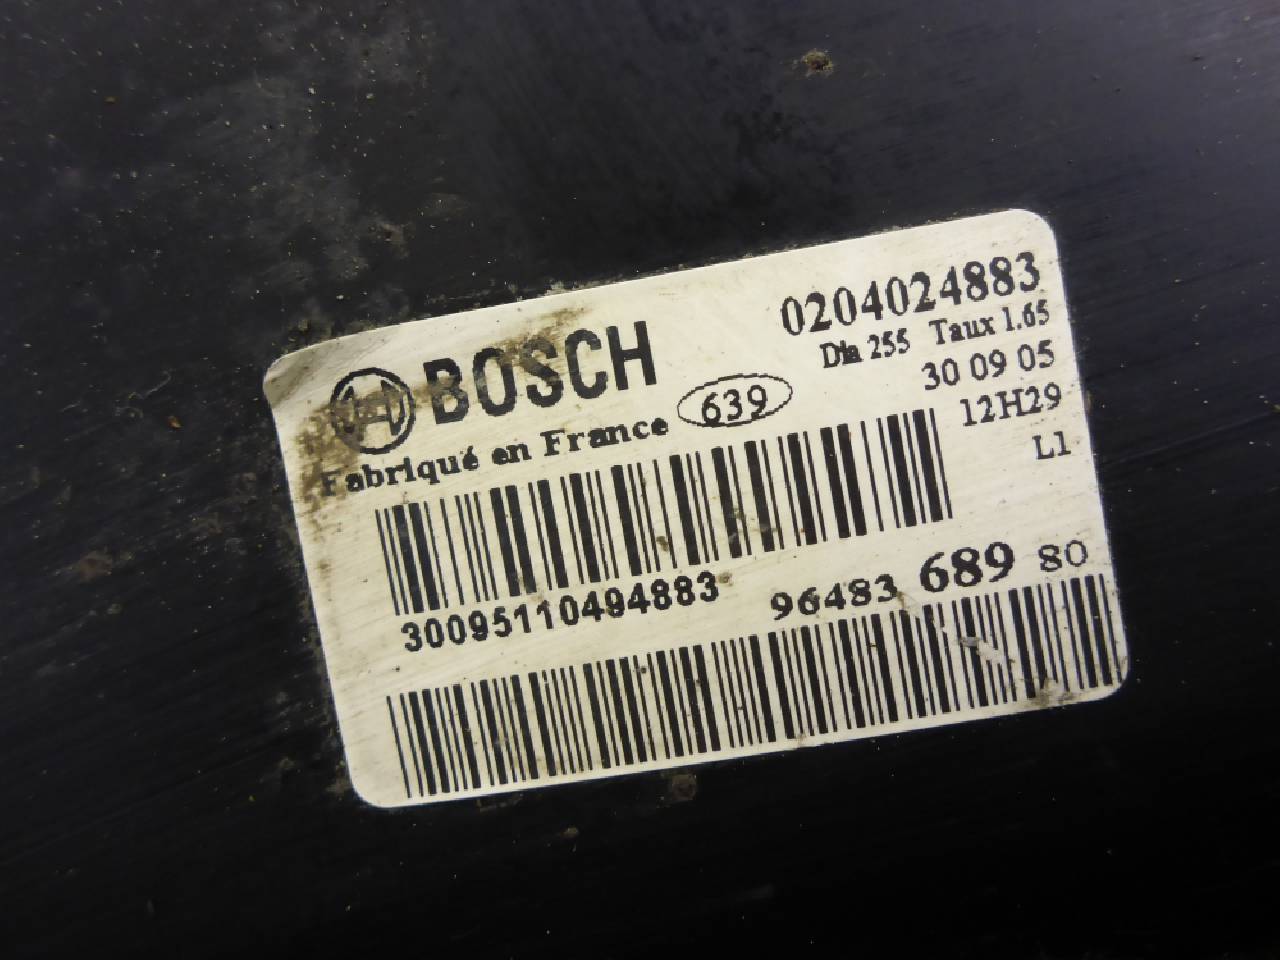 BOSCH
0204024883
Dia 255 Taux 1.65
Fabriqué en France 639
30 09 05
12H29
L1
30095110494883
96483 689 80